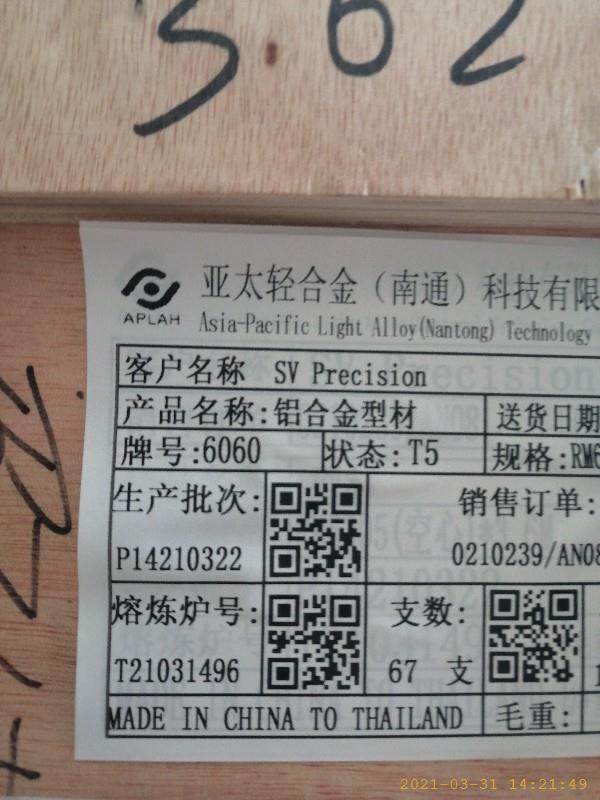 362
亚太轻合金（南通）科技有限
APLAH
Asia-Pacific Light Alloy(Nantong) Technology
客户名称 SV Precision
产品名称:铝合金型材 送货日期
牌号:6060 状态:T5 规格:RM6
生产批次: 销售订单:
P14210322 0210239/AN08
熔炼炉号: 支数:
T21031496 67 支
MADE IN CHINA TO THAILAND 毛重:
2021-03-31 14:21:49